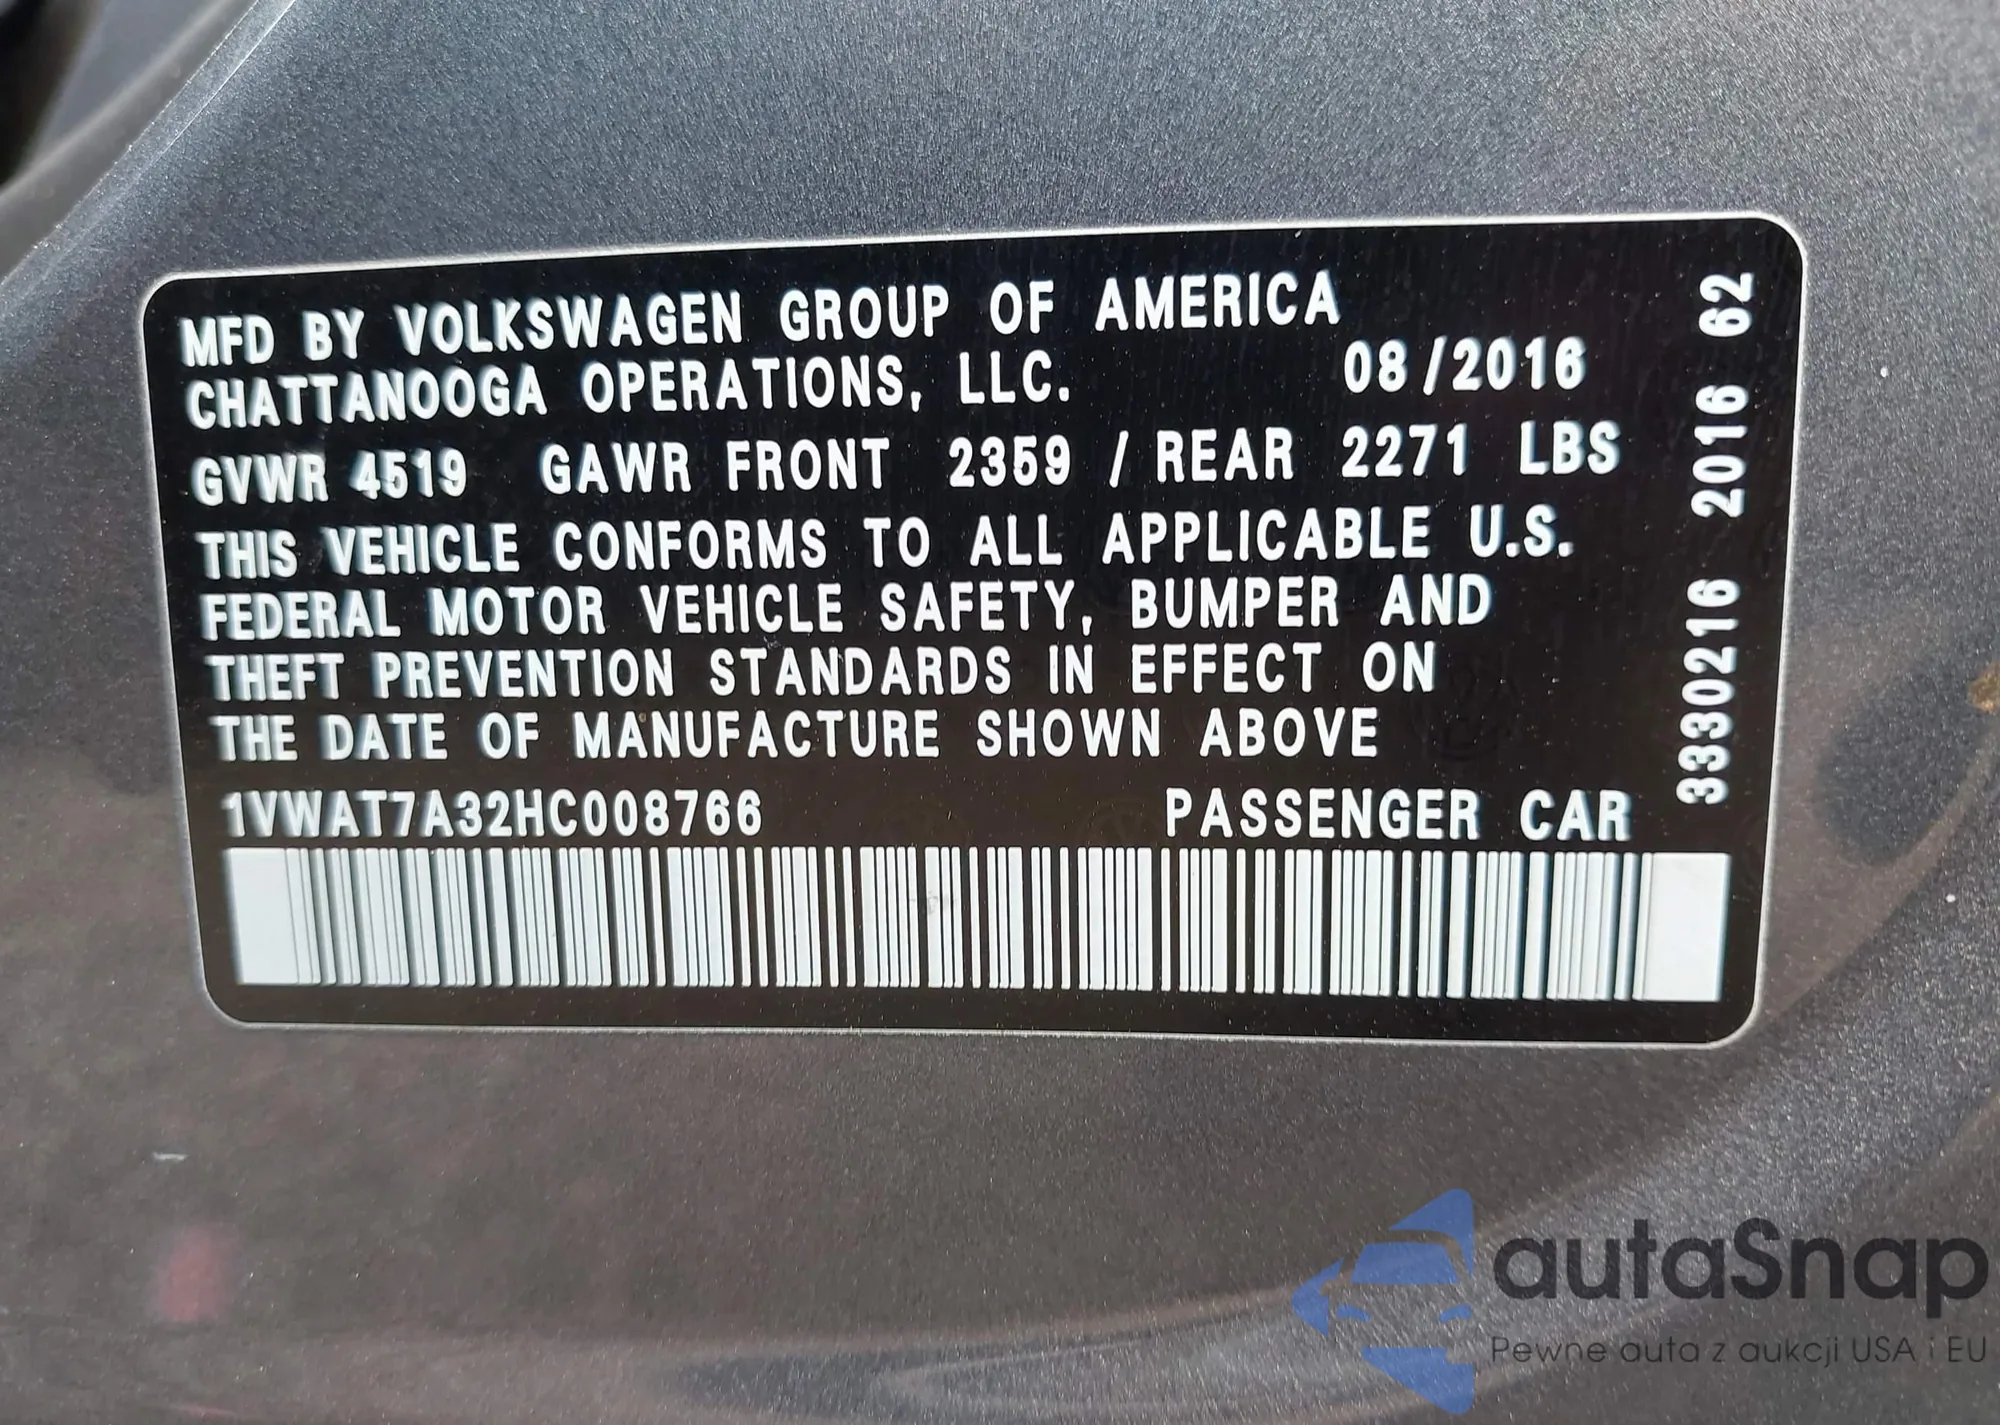 MFD BY VOLKSWAGEN GROUP OF AMERICA
CHATTANOOGA OPERATIONS, LLC. 08/2016
GVWR 4519 GAWR FRONT 2359 / REAR 2271 LBS
THIS VEHICLE CONFORMS TO ALL APPLICABLE U.S.
FEDERAL MOTOR VEHICLE SAFETY, BUMPER AND
THEFT PREVENTION STANDARDS IN EFFECT ON
THE DATE OF MANUFACTURE SHOWN ABOVE
1VWAT7A32HC008766 PASSENGER CAR
3330216 2016 62
autaSnap
Pewne auta z aukcji USA i EU